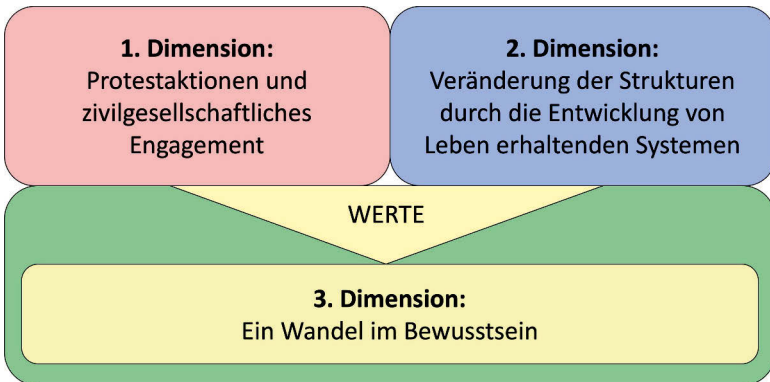 1. Dimension:
Protestaktionen und
zivilgesellschaftliches
Engagement
2. Dimension:
Veränderung der Strukturen
durch die Entwicklung von
Leben erhaltenden Systemen
WERTE
3. Dimension:
Ein Wandel im Bewusstsein